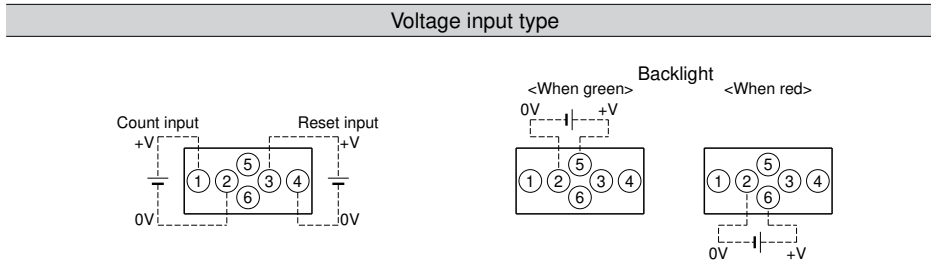 Voltage input type
Backlight
<When green> <When red>
0V +V
Count input Reset input
+V +V
5 5 5
1 2 3 4 1 2 3 4 1 2 3 4
6 6 6
0V 0V
0V +V